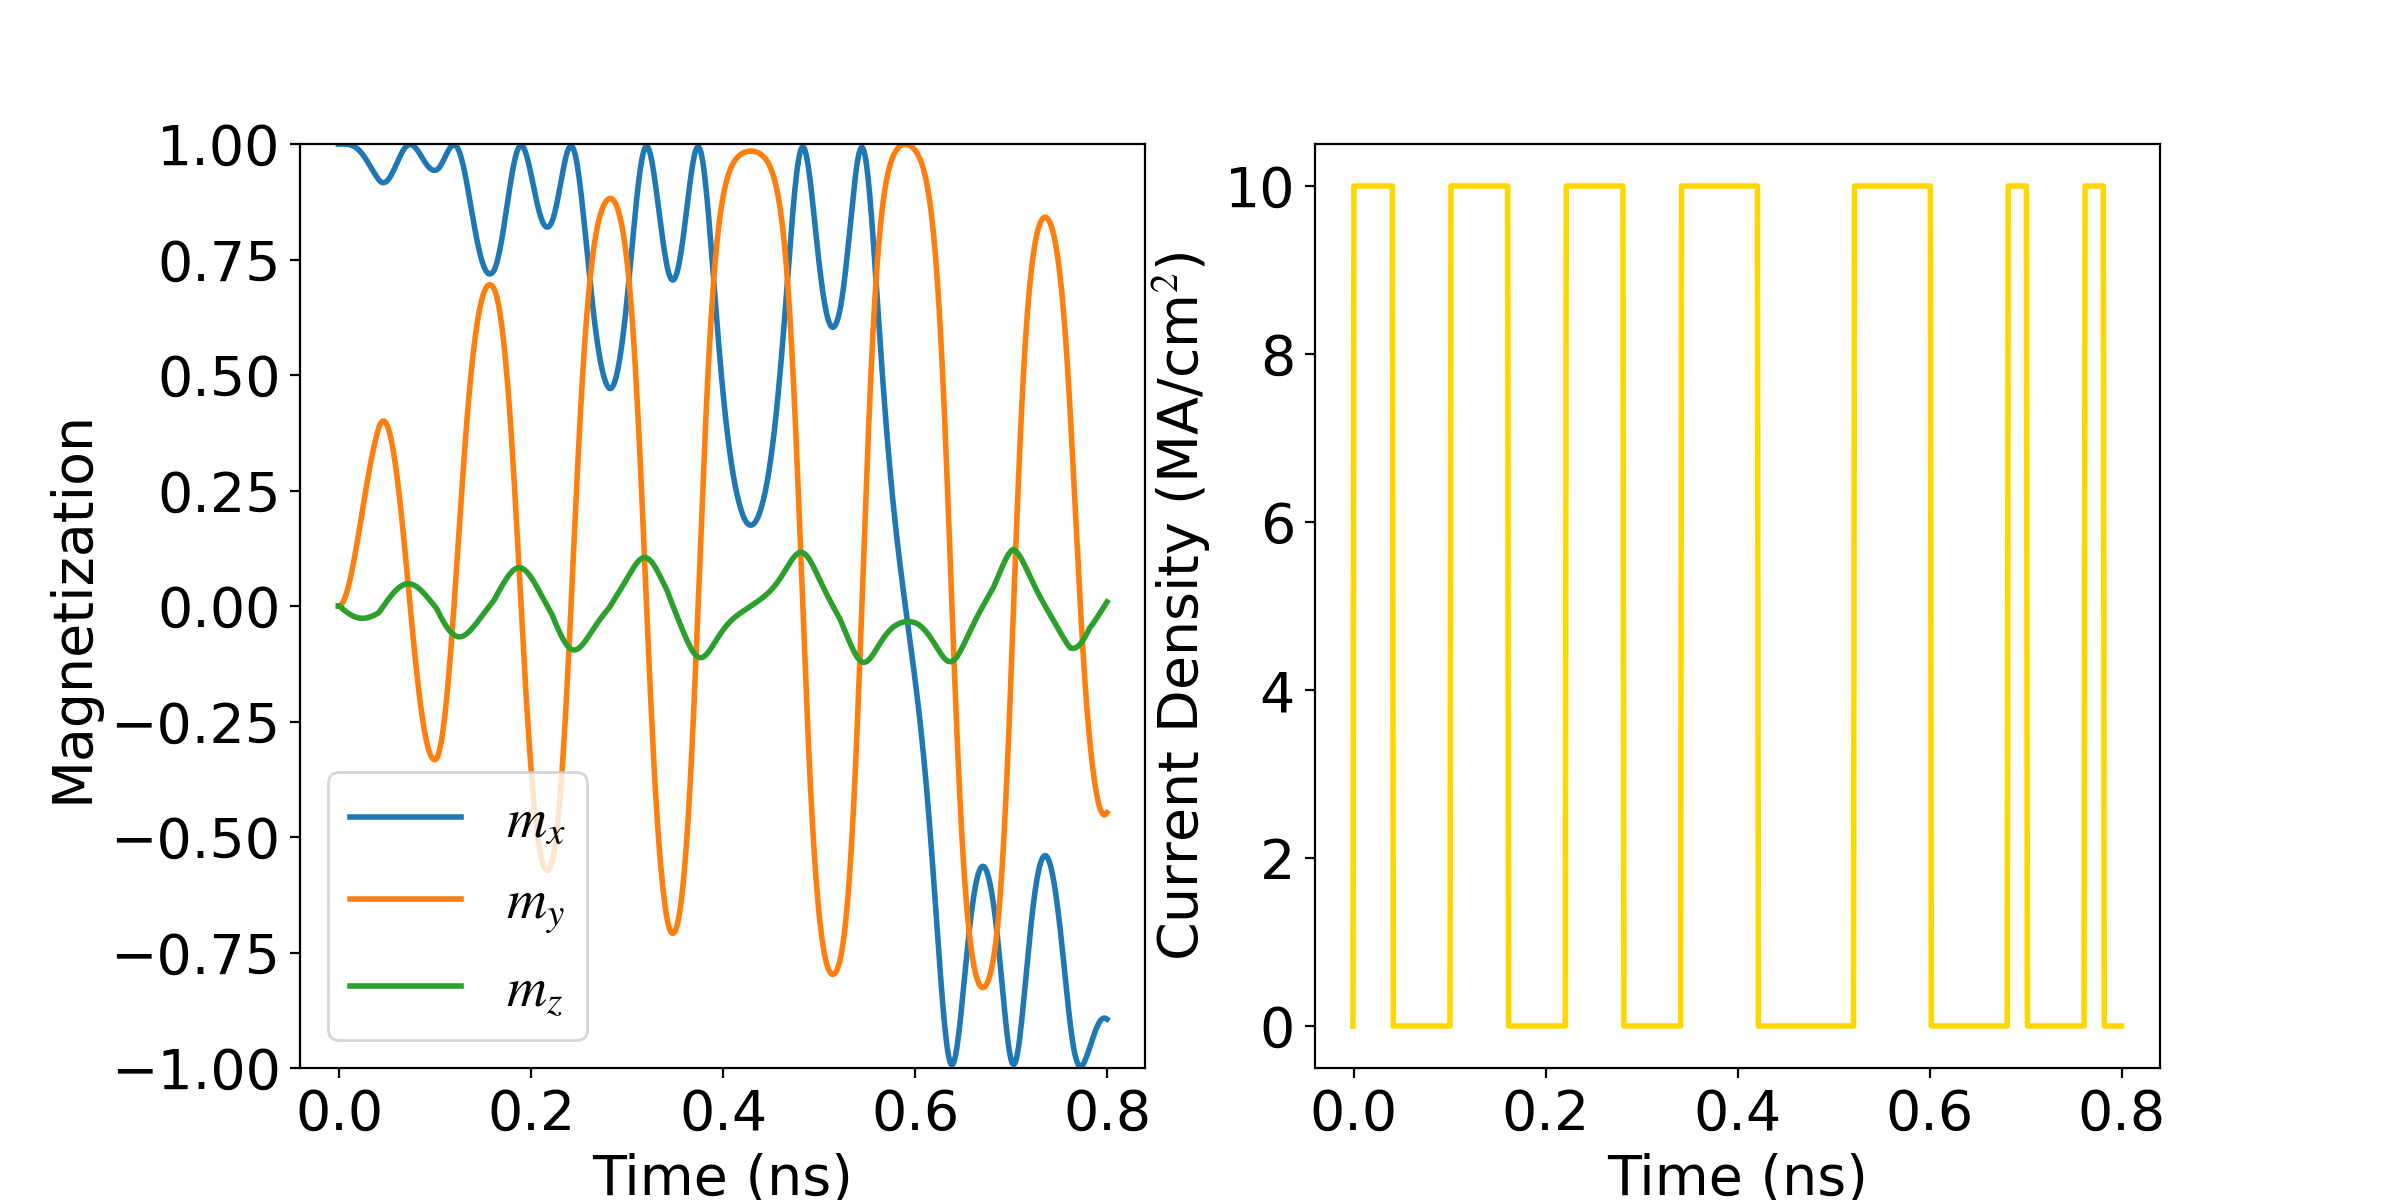 1.00
0.75
0.50
0.25
0.00
−0.25
−0.50
−0.75
−1.00
Magnetization
m_x
m_y
m_z
0.0 0.2 0.4 0.6 0.8
Time (ns)
10
8
6
4
2
0
Current Density (MA/cm²)
0.0 0.2 0.4 0.6 0.8
Time (ns)